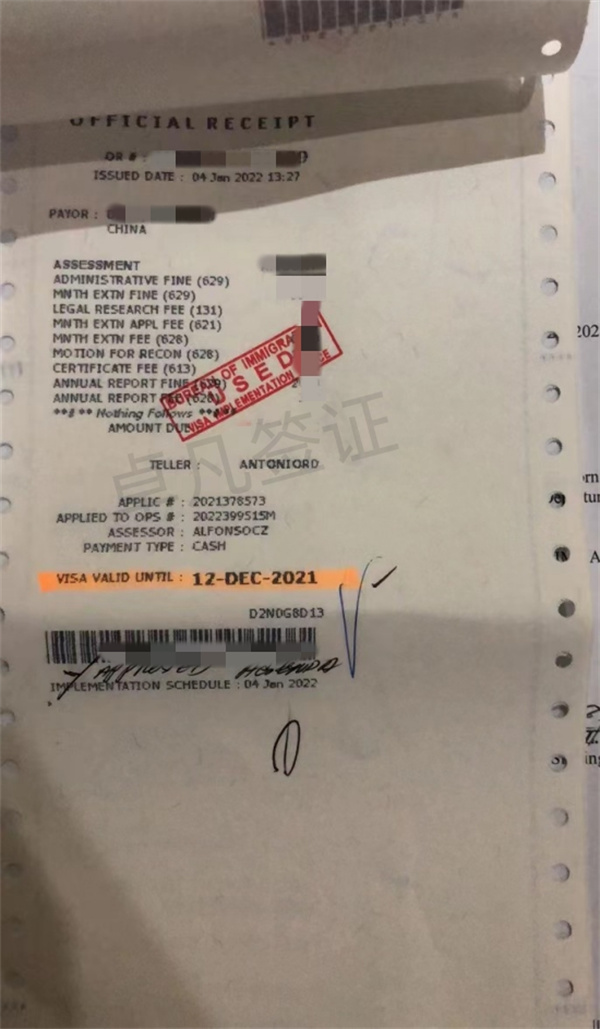 OFFICIAL RECEIPT
OR # :
ISSUED DATE : 04 Jan 2022 13:27
PAYOR :
CHINA
ASSESSMENT
ADMINISTRATIVE FINE (629)
MNTH EXTN FINE (629)
LEGAL RESEARCH FEE (131)
MNTH EXTN APPL FEE (621)
MNTH EXTN FEE (628)
MOTION FOR RECON (628)
CERTIFICATE FEE (613)
ANNUAL REPORT FINE
ANNUAL REPORT
BUREAU OF IMMIGRA
USED
VISA IMPLEMENTATION
Nothing Follows
AMOUNT DUE
卓凡签证
TELLER : ANTONIORD
APPLIC # : 2021378573
APPLIED TO OPS # : 2022399515M
ASSESSOR : ALFONSOCZ
PAYMENT TYPE : CASH
VISA VALID UNTIL : 12-DEC-2021
D2N0G8D13
IMPLEMENTATION SCHEDULE : 04 Jan 2022
202